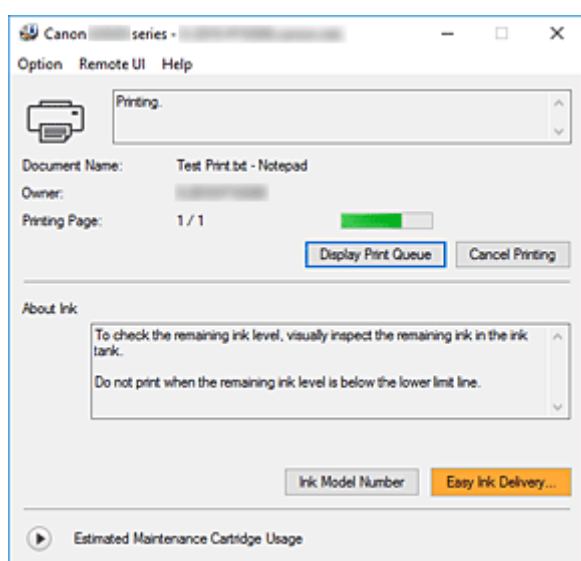 Canon series -
Option Remote UI Help
Printing.
Document Name: Test Print.txt - Notepad
Owner:
Printing Page: 1 / 1
Display Print Queue Cancel Printing
About Ink
To check the remaining ink level, visually inspect the remaining ink in the ink
tank.
Do not print when the remaining ink level is below the lower limit line.
Ink Model Number Easy Ink Delivery...
Estimated Maintenance Cartridge Usage